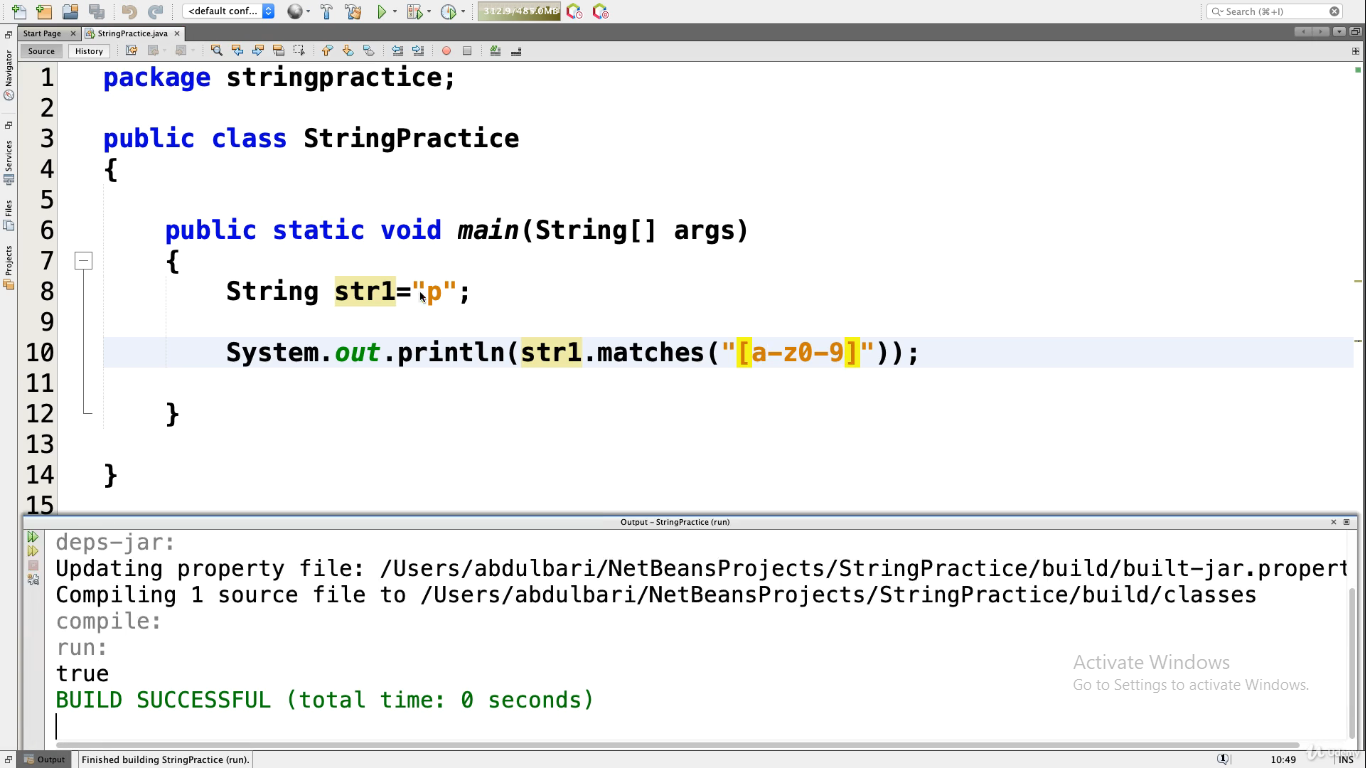 <default conf...
312.9/485.0MB
Search (⌘+I)
Start Page
StringPractice.java
Source
History
Navigator
Services
Files
Projects
1 package stringpractice;
2
3 public class StringPractice
4 {
5
6 public static void main(String[] args)
7 {
8 String str1="p";
9
10 System.out.println(str1.matches("[a-z0-9]"));
11
12 }
13
14 }
15
Output - StringPractice (run)
deps-jar:
Updating property file: /Users/abdulbari/NetBeansProjects/StringPractice/build/built-jar.propert
Compiling 1 source file to /Users/abdulbari/NetBeansProjects/StringPractice/build/classes
compile:
run:
true
BUILD SUCCESSFUL (total time: 0 seconds)
Activate Windows
Go to Settings to activate Windows.
Output
Finished building StringPractice (run).
1
10:49
INS
Udemy